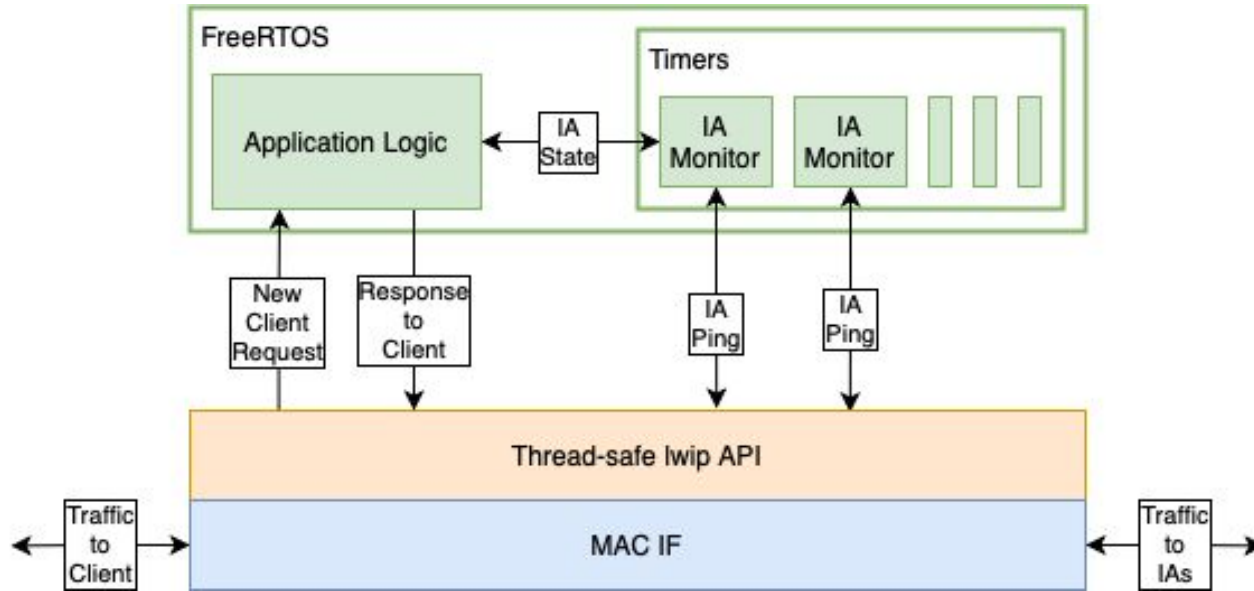 FreeRTOS
Timers
Application Logic
IA
State
IA
Monitor
IA
Monitor
New
Client
Request
Response
to
Client
IA
Ping
IA
Ping
Thread-safe lwip API
Traffic
to
Client
MAC IF
Traffic
to
IAs